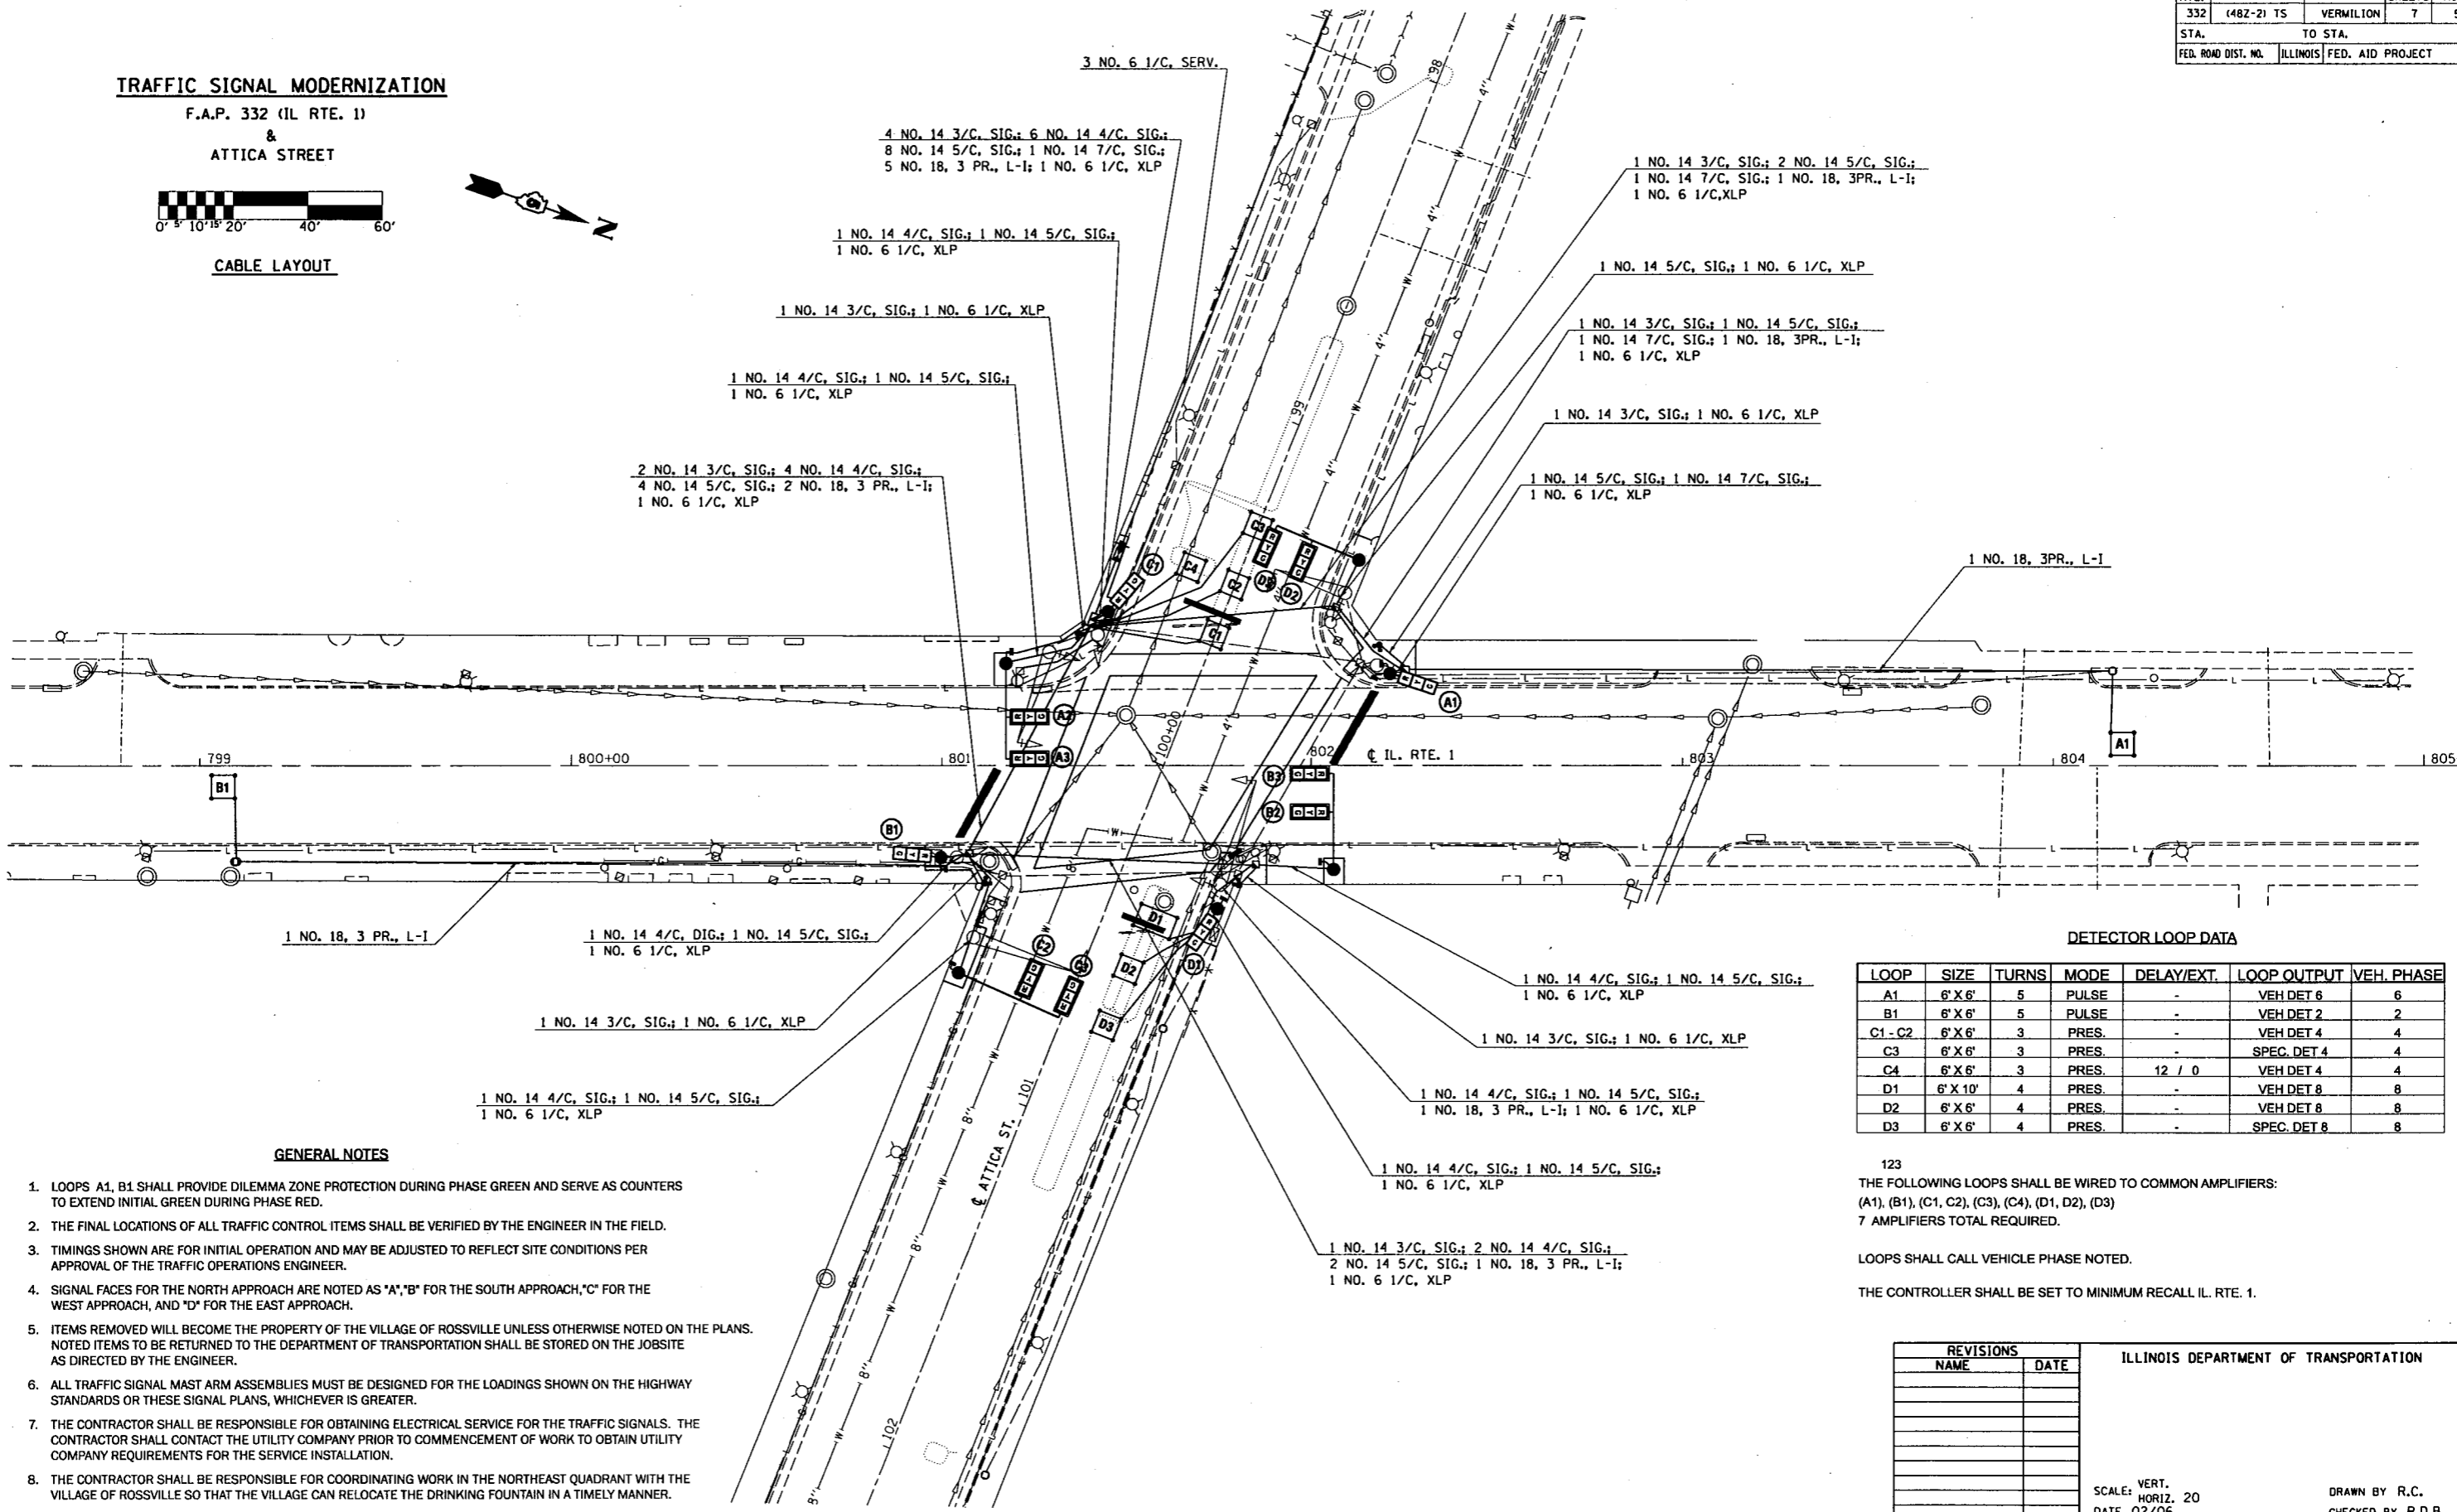 332 (48Z-2) TS VERMILION 7
STA. TO STA.
FED. ROAD DIST. NO. ILLINOIS FED. AID PROJECT
TRAFFIC SIGNAL MODERNIZATION
F.A.P. 332 (IL RTE. 1)
&
ATTICA STREET
0' 5' 10' 15' 20' 40' 60'
CABLE LAYOUT
N
3 NO. 6 1/C, SERV.
4 NO. 14 3/C, SIG.; 6 NO. 14 4/C, SIG.;
8 NO. 14 5/C, SIG.; 1 NO. 14 7/C, SIG.;
5 NO. 18, 3 PR., L-I; 1 NO. 6 1/C, XLP
1 NO. 14 4/C, SIG.; 1 NO. 14 5/C, SIG.;
1 NO. 6 1/C, XLP
1 NO. 14 3/C, SIG.; 1 NO. 6 1/C, XLP
1 NO. 14 4/C, SIG.; 1 NO. 14 5/C, SIG.;
1 NO. 6 1/C, XLP
2 NO. 14 3/C, SIG.; 4 NO. 14 4/C, SIG.;
4 NO. 14 5/C, SIG.; 2 NO. 18, 3 PR., L-I;
1 NO. 6 1/C, XLP
1 NO. 14 3/C, SIG.; 2 NO. 14 5/C, SIG.;
1 NO. 14 7/C, SIG.; 1 NO. 18, 3PR., L-I;
1 NO. 6 1/C,XLP
1 NO. 14 5/C, SIG.; 1 NO. 6 1/C, XLP
1 NO. 14 3/C, SIG.; 1 NO. 14 5/C, SIG.;
1 NO. 14 7/C, SIG.; 1 NO. 18, 3PR., L-I;
1 NO. 6 1/C, XLP
1 NO. 14 3/C, SIG.; 1 NO. 6 1/C, XLP
1 NO. 14 5/C, SIG.; 1 NO. 14 7/C, SIG.;
1 NO. 6 1/C, XLP
1 NO. 18, 3PR., L-I
98
99
C3
C1
C4
C2
D3
D2
C1
A1
A2
A3
100+00
799
800+00
801
802
℄ IL. RTE. 1
803
804
805
A1
B1
B3
B2
B1
4"
8"
C2
C3
D1
D2
D3
D1
101
102
℄ ATTICA ST.
1 NO. 18, 3 PR., L-I
1 NO. 14 4/C, DIG.; 1 NO. 14 5/C, SIG.;
1 NO. 6 1/C, XLP
1 NO. 14 3/C, SIG.; 1 NO. 6 1/C, XLP
1 NO. 14 4/C, SIG.; 1 NO. 14 5/C, SIG.;
1 NO. 6 1/C, XLP
1 NO. 14 4/C, SIG.; 1 NO. 14 5/C, SIG.;
1 NO. 6 1/C, XLP
1 NO. 14 3/C, SIG.; 1 NO. 6 1/C, XLP
1 NO. 14 4/C, SIG.; 1 NO. 14 5/C, SIG.;
1 NO. 18, 3 PR., L-I; 1 NO. 6 1/C, XLP
1 NO. 14 4/C, SIG.; 1 NO. 14 5/C, SIG.;
1 NO. 6 1/C, XLP
1 NO. 14 3/C, SIG.; 2 NO. 14 4/C, SIG.;
2 NO. 14 5/C, SIG.; 1 NO. 18, 3 PR., L-I;
1 NO. 6 1/C, XLP
GENERAL NOTES
1. LOOPS A1, B1 SHALL PROVIDE DILEMMA ZONE PROTECTION DURING PHASE GREEN AND SERVE AS COUNTERS
TO EXTEND INITIAL GREEN DURING PHASE RED.
2. THE FINAL LOCATIONS OF ALL TRAFFIC CONTROL ITEMS SHALL BE VERIFIED BY THE ENGINEER IN THE FIELD.
3. TIMINGS SHOWN ARE FOR INITIAL OPERATION AND MAY BE ADJUSTED TO REFLECT SITE CONDITIONS PER
APPROVAL OF THE TRAFFIC OPERATIONS ENGINEER.
4. SIGNAL FACES FOR THE NORTH APPROACH ARE NOTED AS "A","B" FOR THE SOUTH APPROACH,"C" FOR THE
WEST APPROACH, AND "D" FOR THE EAST APPROACH.
5. ITEMS REMOVED WILL BECOME THE PROPERTY OF THE VILLAGE OF ROSSVILLE UNLESS OTHERWISE NOTED ON THE PLANS.
NOTED ITEMS TO BE RETURNED TO THE DEPARTMENT OF TRANSPORTATION SHALL BE STORED ON THE JOBSITE
AS DIRECTED BY THE ENGINEER.
6. ALL TRAFFIC SIGNAL MAST ARM ASSEMBLIES MUST BE DESIGNED FOR THE LOADINGS SHOWN ON THE HIGHWAY
STANDARDS OR THESE SIGNAL PLANS, WHICHEVER IS GREATER.
7. THE CONTRACTOR SHALL BE RESPONSIBLE FOR OBTAINING ELECTRICAL SERVICE FOR THE TRAFFIC SIGNALS. THE
CONTRACTOR SHALL CONTACT THE UTILITY COMPANY PRIOR TO COMMENCEMENT OF WORK TO OBTAIN UTILITY
COMPANY REQUIREMENTS FOR THE SERVICE INSTALLATION.
8. THE CONTRACTOR SHALL BE RESPONSIBLE FOR COORDINATING WORK IN THE NORTHEAST QUADRANT WITH THE
VILLAGE OF ROSSVILLE SO THAT THE VILLAGE CAN RELOCATE THE DRINKING FOUNTAIN IN A TIMELY MANNER.
DETECTOR LOOP DATA
LOOP SIZE TURNS MODE DELAY/EXT. LOOP OUTPUT VEH. PHASE
A1 6' X 6' 5 PULSE - VEH DET 6 6
B1 6' X 6' 5 PULSE - VEH DET 2 2
C1 - C2 6' X 6' 3 PRES. - VEH DET 4 4
C3 6' X 6' 3 PRES. - SPEC. DET 4 4
C4 6' X 6' 3 PRES. 12 / 0 VEH DET 4 4
D1 6' X 10' 4 PRES. - VEH DET 8 8
D2 6' X 6' 4 PRES. - VEH DET 8 8
D3 6' X 6' 4 PRES. - SPEC. DET 8 8
123
THE FOLLOWING LOOPS SHALL BE WIRED TO COMMON AMPLIFIERS:
(A1), (B1), (C1, C2), (C3), (C4), (D1, D2), (D3)
7 AMPLIFIERS TOTAL REQUIRED.
LOOPS SHALL CALL VEHICLE PHASE NOTED.
THE CONTROLLER SHALL BE SET TO MINIMUM RECALL IL. RTE. 1.
REVISIONS
NAME DATE
ILLINOIS DEPARTMENT OF TRANSPORTATION
SCALE: VERT.
HORIZ. 20
DATE 02/06
DRAWN BY R.C.
CHECKED BY R.D.B.